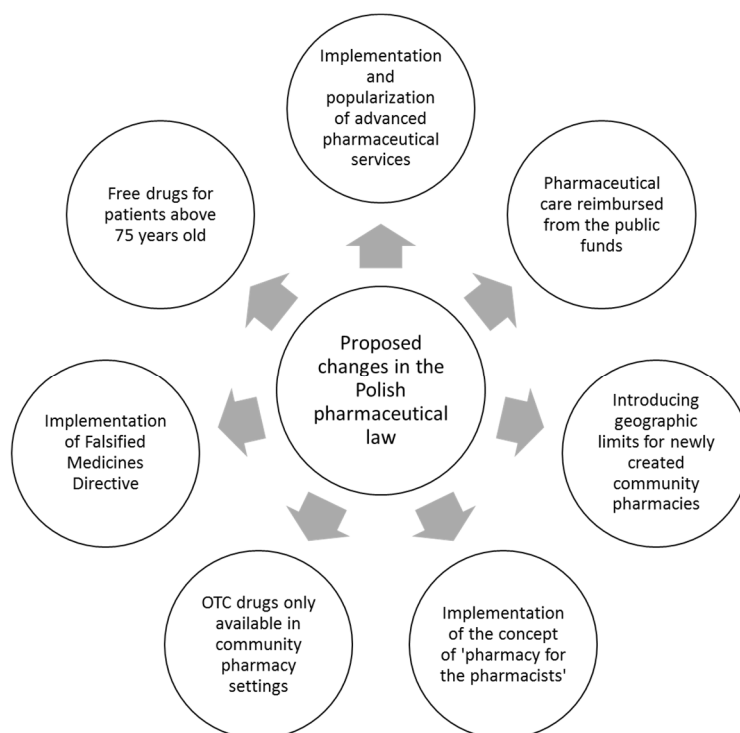 Implementation
and
popularization
of advanced
pharmaceutical
services
Pharmaceutical
care reimbursed
from the public
funds
Introducing
geographic
limits for newly
created
community
pharmacies
Implementation
of the concept
of 'pharmacy for
the pharmacists'
OTC drugs only
available in
community
pharmacy
settings
Implementation
of Falsified
Medicines
Directive
Free drugs for
patients above
75 years old
Proposed
changes in the
Polish
pharmaceutical
law